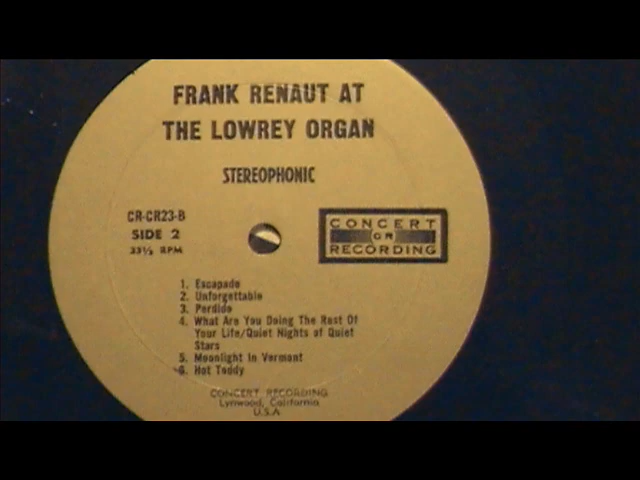 FRANK RENAUT AT
THE LOWREY ORGAN
STEREOPHONIC
CR-CR23-B
SIDE 2
33⅓ RPM
CONCERT
CR
RECORDING
1. Escapade
2. Unforgettable
3. Perdido
4. What Are You Doing The Rest Of
Your Life/Quiet Nights of Quiet
Stars
5. Moonlight In Vermont
6. Hot Toddy
CONCERT RECORDING
Lynwood, California
U.S.A